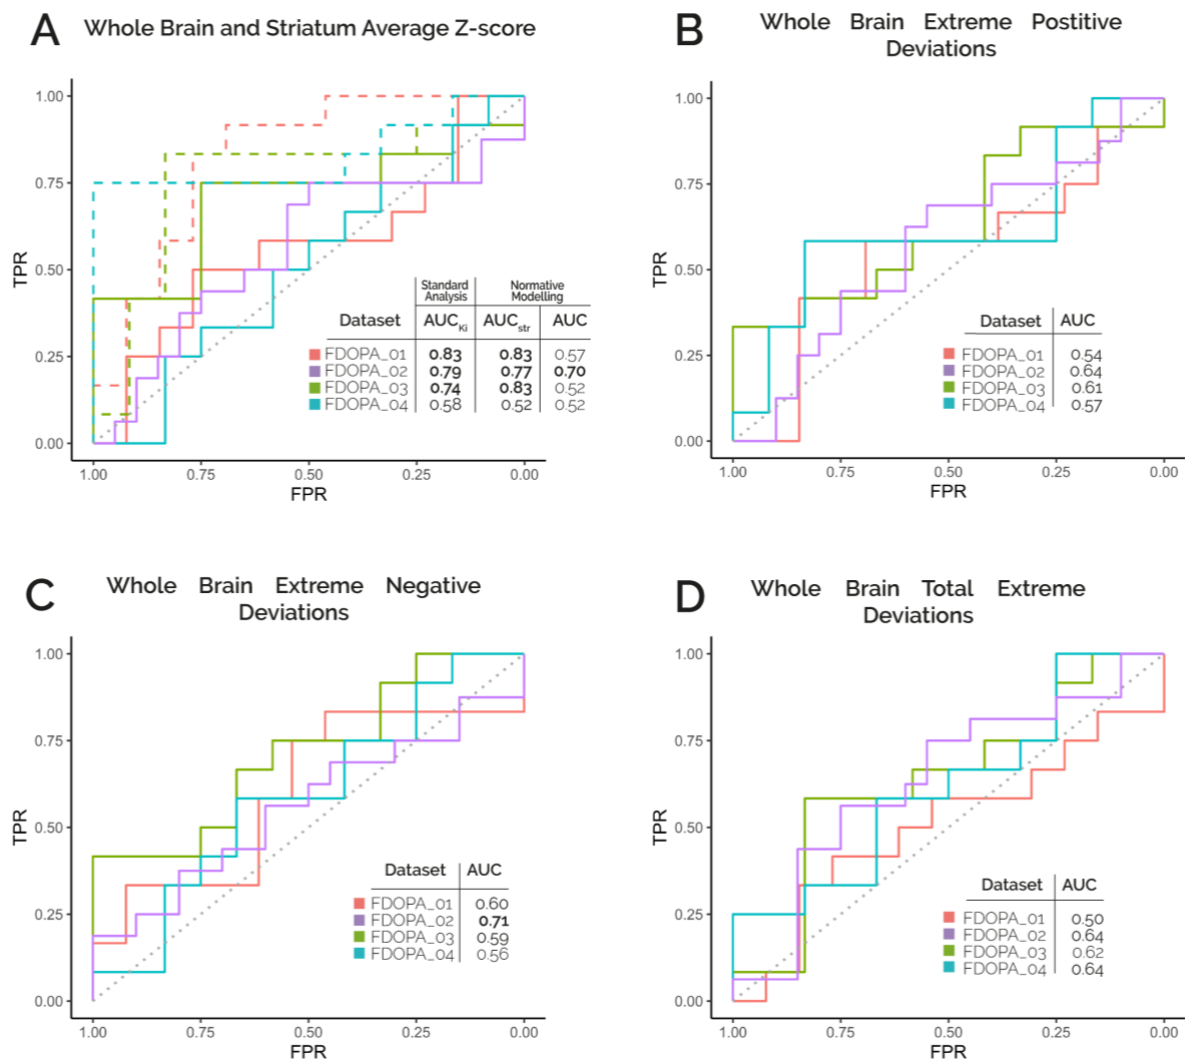 A Whole Brain and Striatum Average Z-score
1.00
0.75
0.50
0.25
0.00
TPR
1.00 0.75 0.50 0.25 0.00
FPR
Standard Analysis Normative Modelling
Dataset AUCKi AUCstr AUC
FDOPA_01 0.83 0.83 0.57
FDOPA_02 0.79 0.77 0.70
FDOPA_03 0.74 0.83 0.52
FDOPA_04 0.58 0.52 0.52
B Whole Brain Extreme Postitive
Deviations
1.00
0.75
0.50
0.25
0.00
TPR
1.00 0.75 0.50 0.25 0.00
FPR
Dataset AUC
FDOPA_01 0.54
FDOPA_02 0.64
FDOPA_03 0.61
FDOPA_04 0.57
C Whole Brain Extreme Negative
Deviations
1.00
0.75
0.50
0.25
0.00
TPR
1.00 0.75 0.50 0.25 0.00
FPR
Dataset AUC
FDOPA_01 0.60
FDOPA_02 0.71
FDOPA_03 0.59
FDOPA_04 0.56
D Whole Brain Total Extreme
Deviations
1.00
0.75
0.50
0.25
0.00
TPR
1.00 0.75 0.50 0.25 0.00
FPR
Dataset AUC
FDOPA_01 0.50
FDOPA_02 0.64
FDOPA_03 0.62
FDOPA_04 0.64